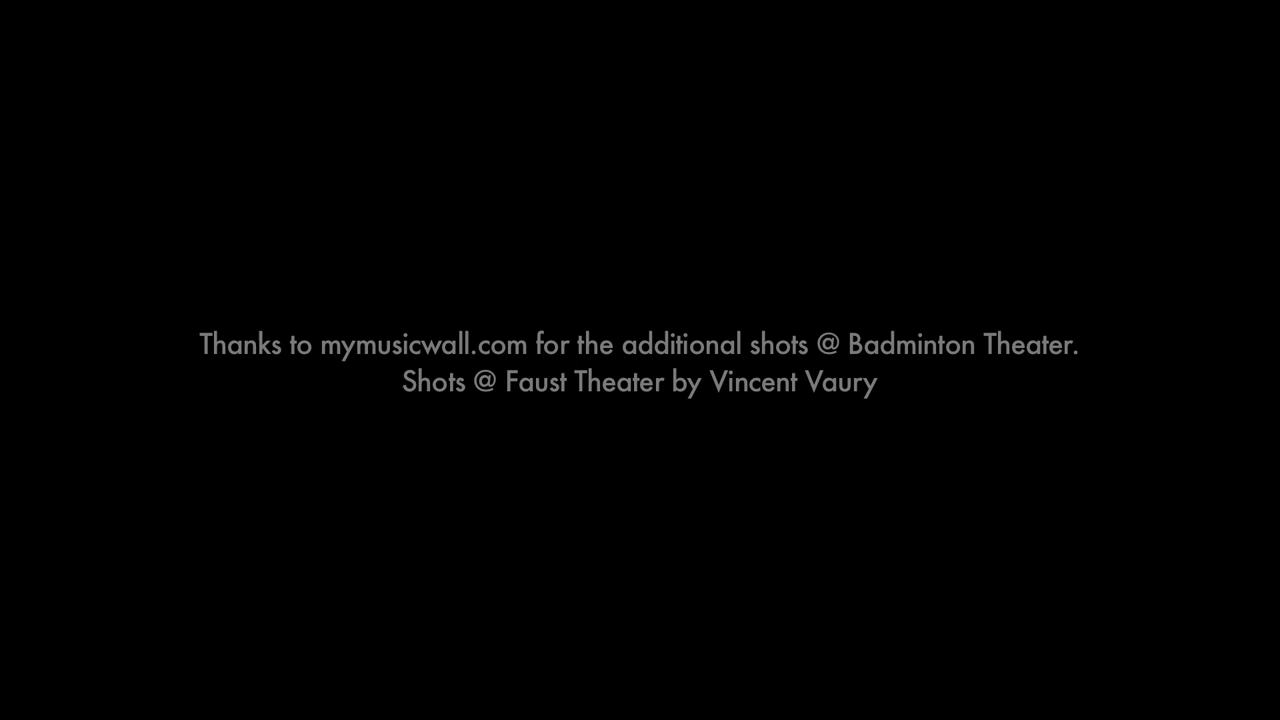 Thanks to mymusicwall.com for the additional shots @ Badminton Theater.
Shots @ Faust Theater by Vincent Vaury